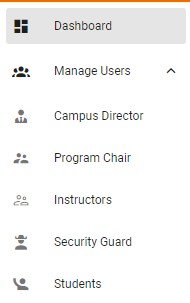 Dashboard
Manage Users
Campus Director
Program Chair
Instructors
Security Guard
Students